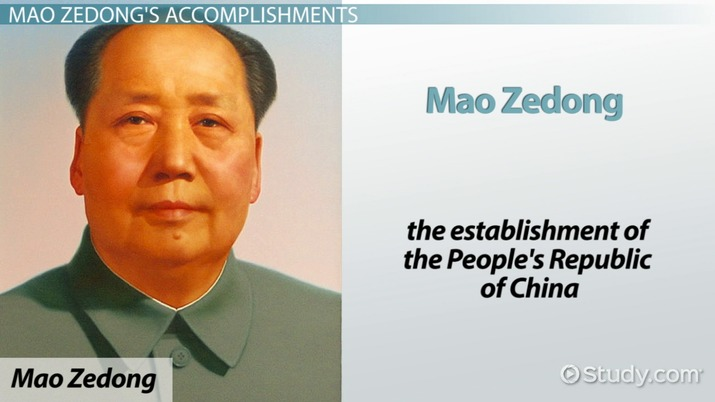 MAO ZEDONG'S ACCOMPLISHMENTS
Mao Zedong
the establishment of
the People's Republic
of China
Mao Zedong
Study.com